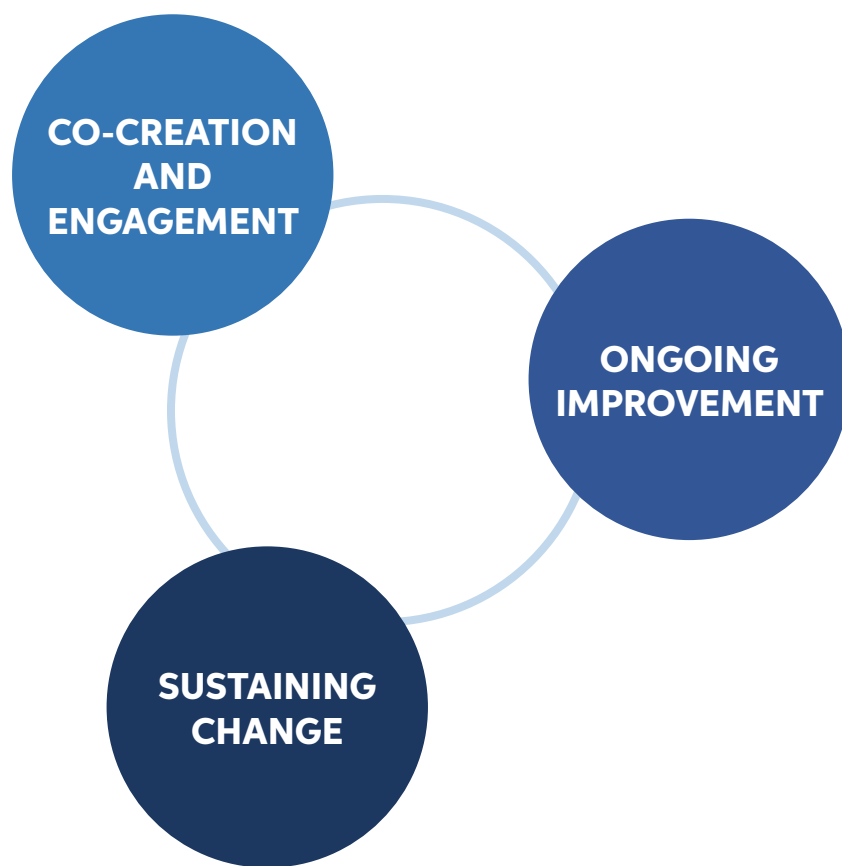 CO-CREATION
AND
ENGAGEMENT
ONGOING
IMPROVEMENT
SUSTAINING
CHANGE